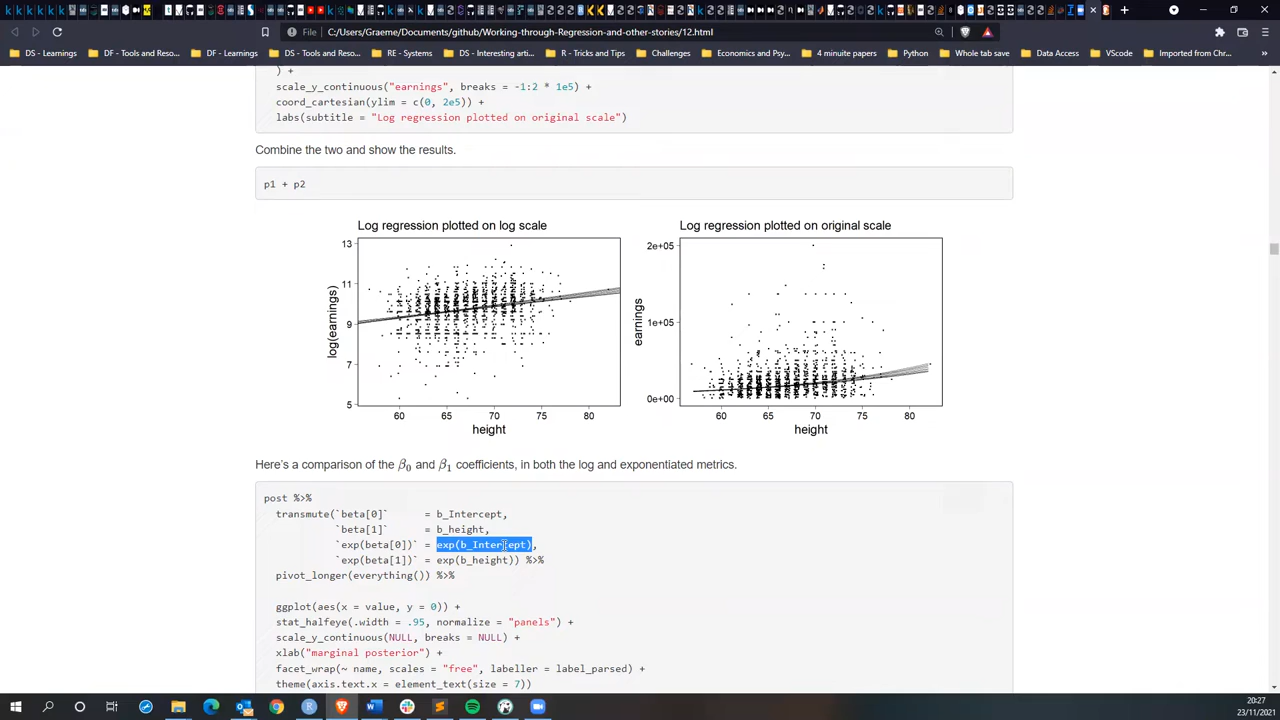 File
C:/Users/Graeme/Documents/github/Working-through-Regression-and-other-stories/12.html
DS - Learnings
DF - Tools and Reso...
DF - Learnings
DS - Tools and Reso...
RE - Systems
DS - Interesting arti...
R - Tricks and Tips
Challenges
Economics and Psy...
4 minuite papers
Python
Whole tab save
Data Access
VScode
Imported from Chr...
) +
scale_y_continuous("earnings", breaks = -1:2 * 1e5) +
coord_cartesian(ylim = c(0, 2e5)) +
labs(subtitle = "Log regression plotted on original scale")
Combine the two and show the results.
p1 + p2
Log regression plotted on log scale
13
11
9
7
5
log(earnings)
60 65 70 75 80
height
Log regression plotted on original scale
2e+05
1e+05
0e+00
earnings
60 65 70 75 80
height
Here's a comparison of the β0 and β1 coefficients, in both the log and exponentiated metrics.
post %>%
transmute(`beta[0]` = b_Intercept,
`beta[1]` = b_height,
`exp(beta[0])` = exp(b_Intercept),
`exp(beta[1])` = exp(b_height)) %>%
pivot_longer(everything()) %>%
ggplot(aes(x = value, y = 0)) +
stat_halfeye(.width = .95, normalize = "panels") +
scale_y_continuous(NULL, breaks = NULL) +
xlab("marginal posterior") +
facet_wrap(~ name, scales = "free", labeller = label_parsed) +
theme(axis.text.x = element_text(size = 7))
20:27
23/11/2021